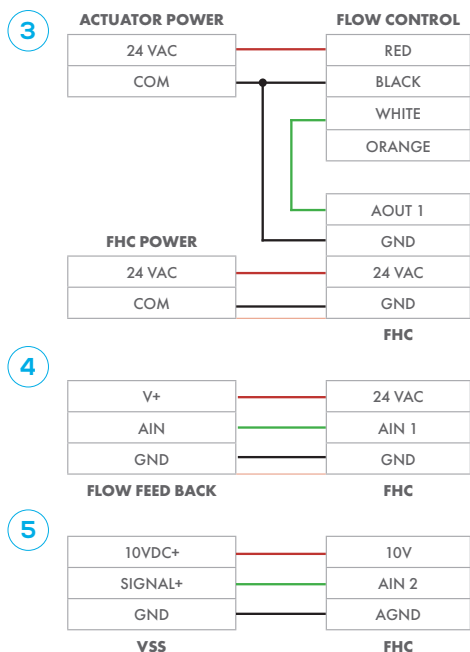 3
ACTUATOR POWER
FLOW CONTROL
24 VAC
RED
COM
BLACK
WHITE
ORANGE
AOUT 1
FHC POWER
GND
24 VAC
24 VAC
COM
GND
FHC
4
V+
24 VAC
AIN
AIN 1
GND
GND
FLOW FEED BACK
FHC
5
10VDC+
10V
SIGNAL+
AIN 2
GND
AGND
VSS
FHC